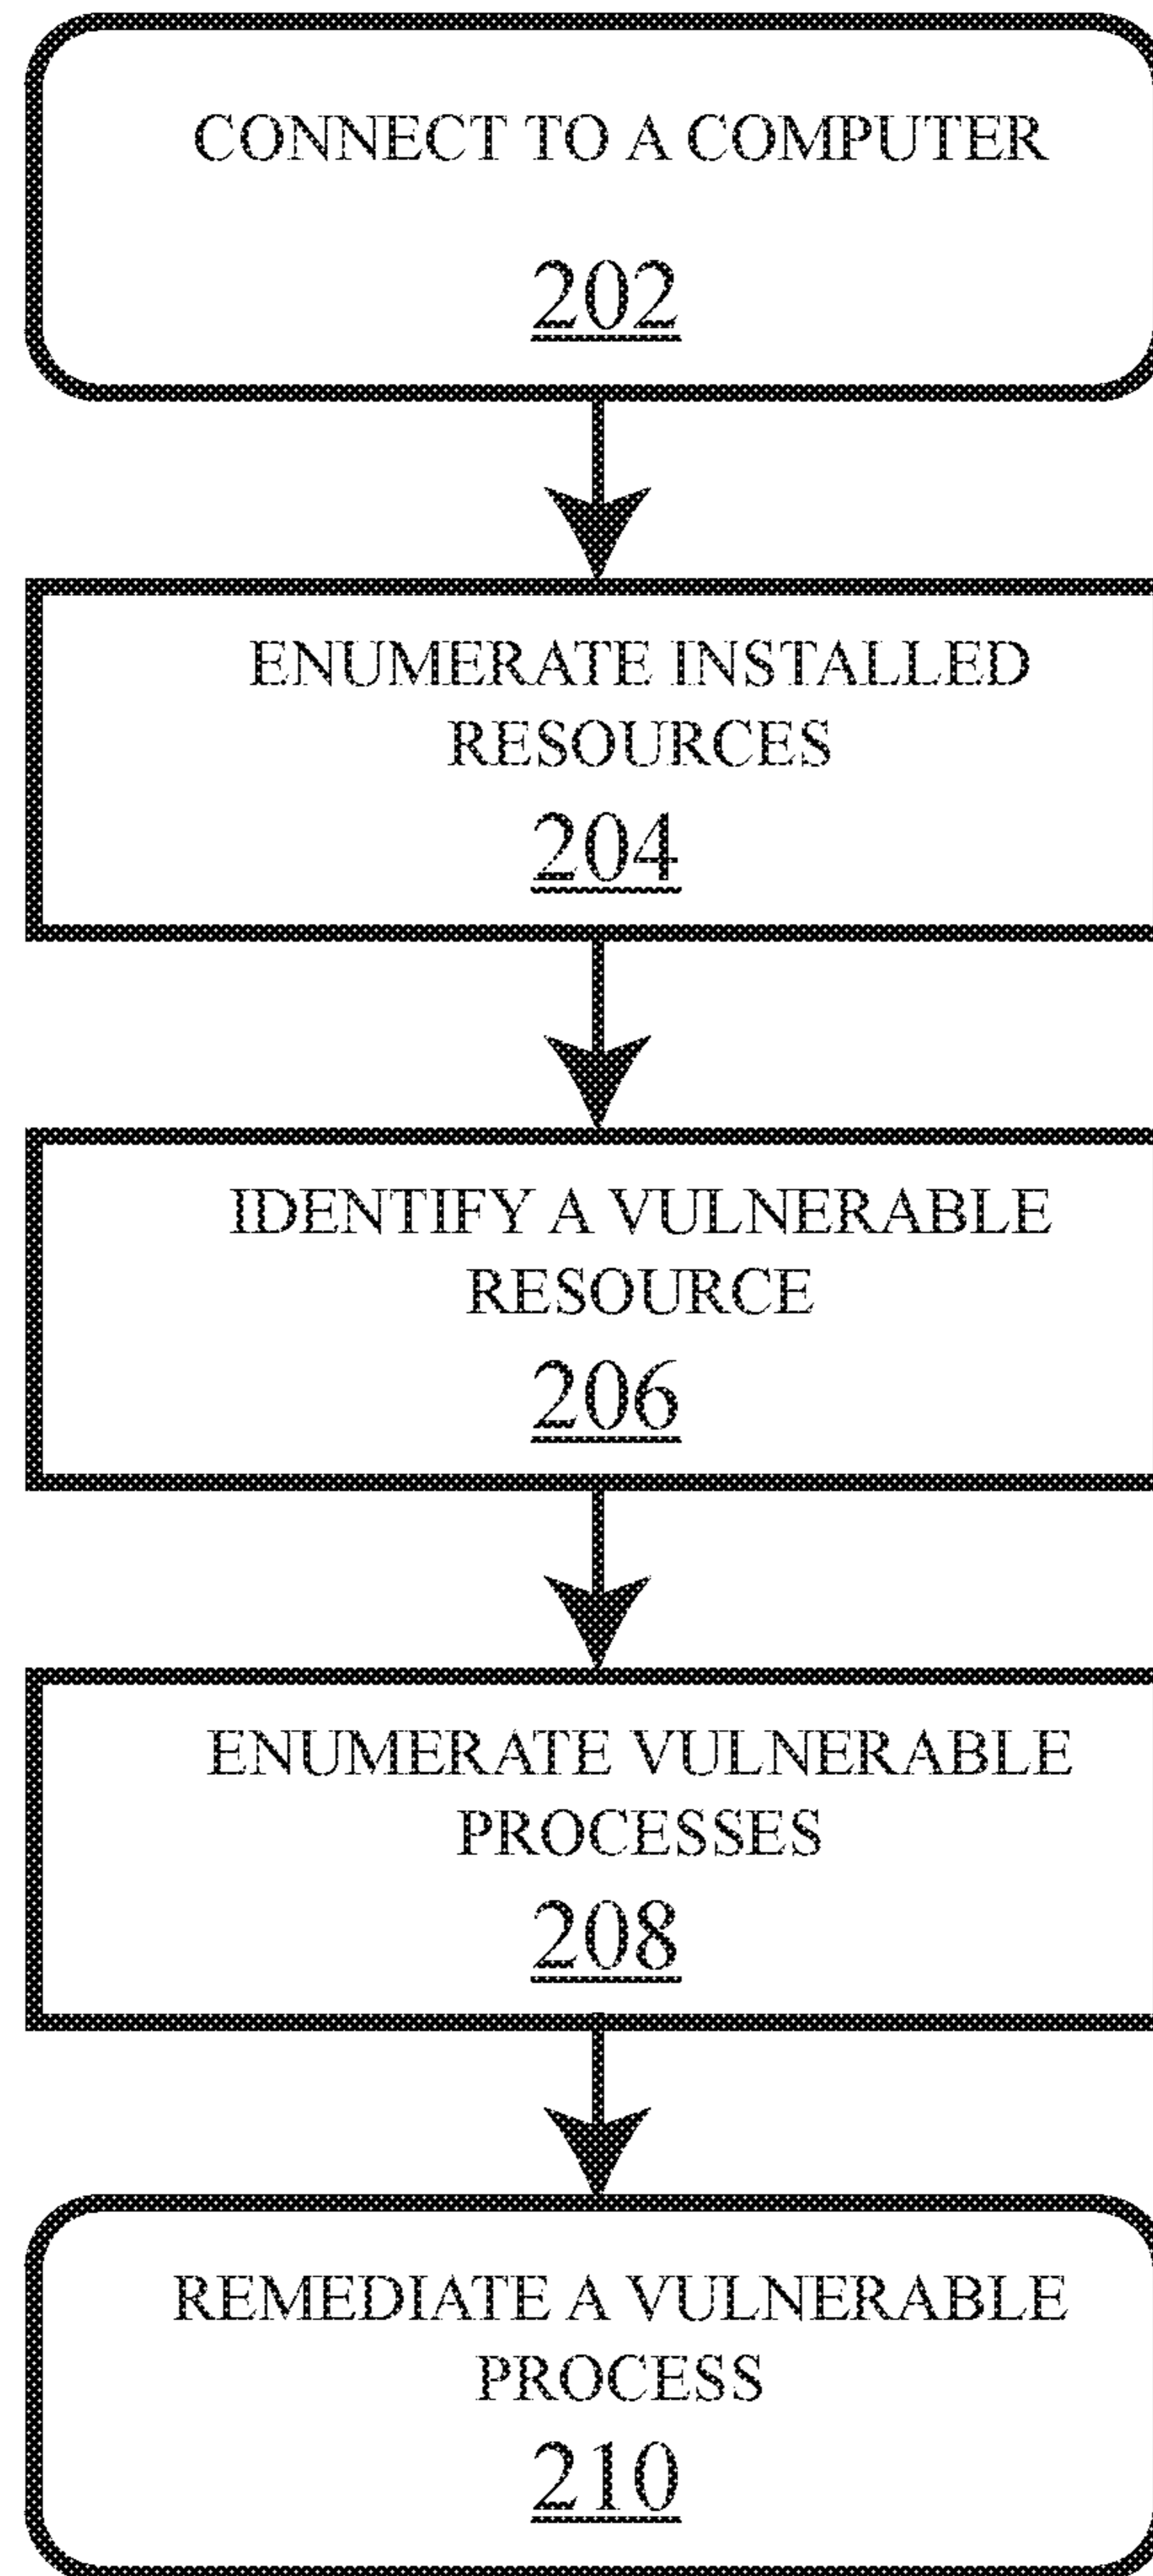 CONNECT TO A COMPUTER
202
ENUMERATE INSTALLED
RESOURCES
204
IDENTIFY A VULNERABLE
RESOURCE
206
ENUMERATE VULNERABLE
PROCESSES
208
REMEDIATE A VULNERABLE
PROCESS
210